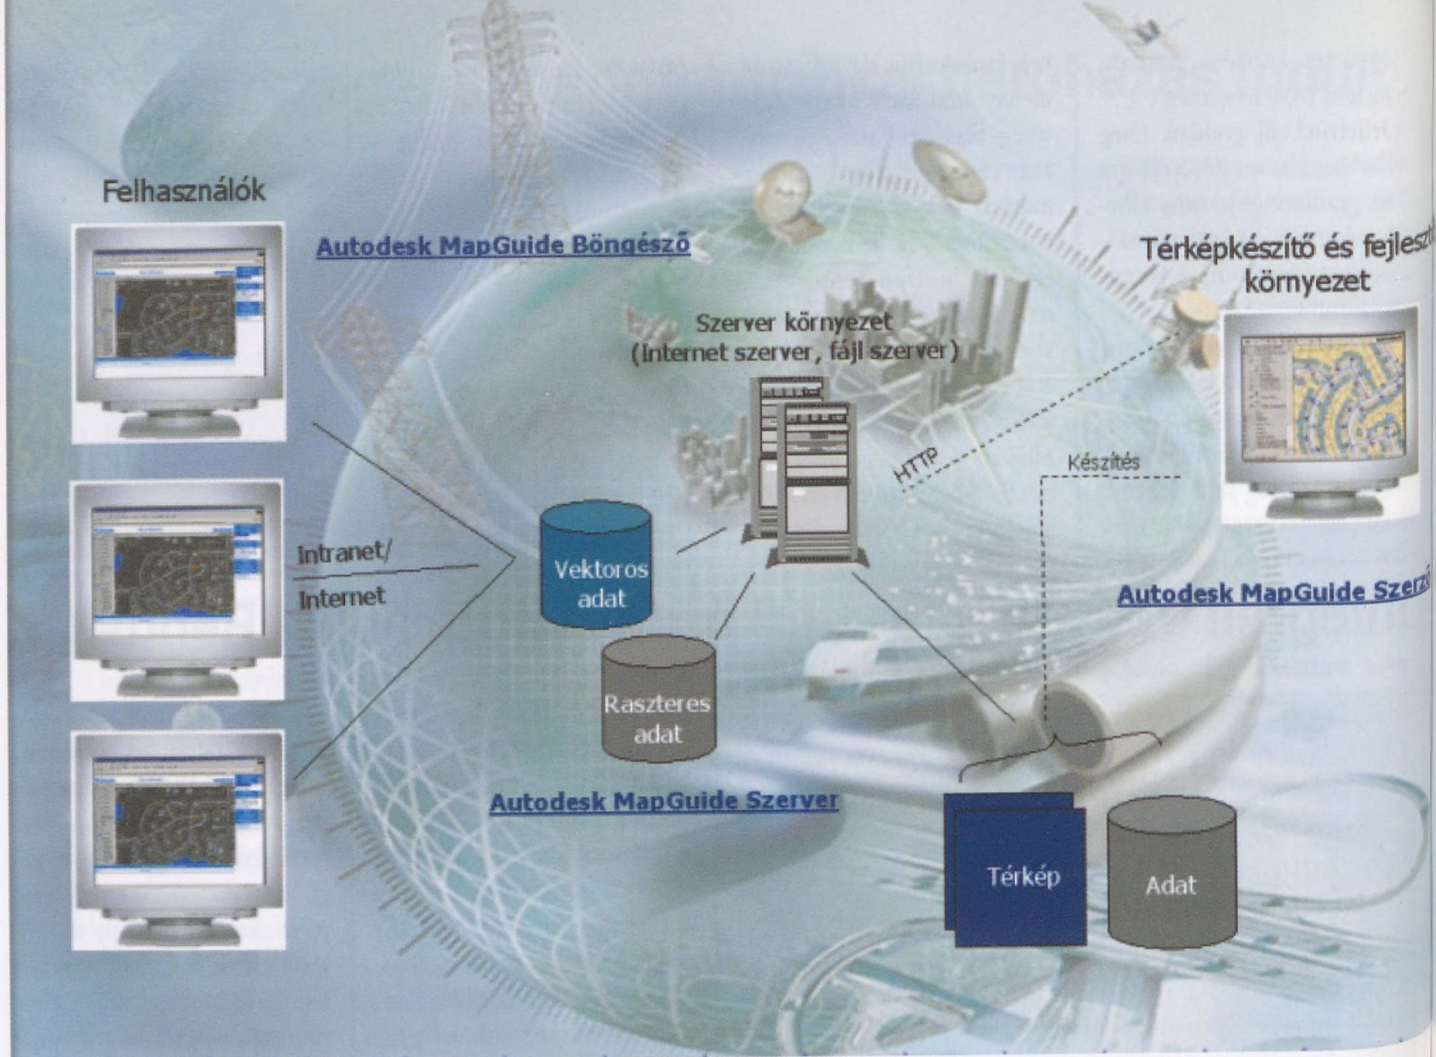 Felhasználók
Autodesk MapGuide Böngésző
Térképkészítő és fejleszt
környezet
Szerver környezet
(Internet szerver, fájl szerver)
HTTP
Készítés
Intranet/
Internet
Vektoros
adat
Autodesk MapGuide Szerző
Raszteres
adat
Autodesk MapGuide Szerver
Térkép
Adat